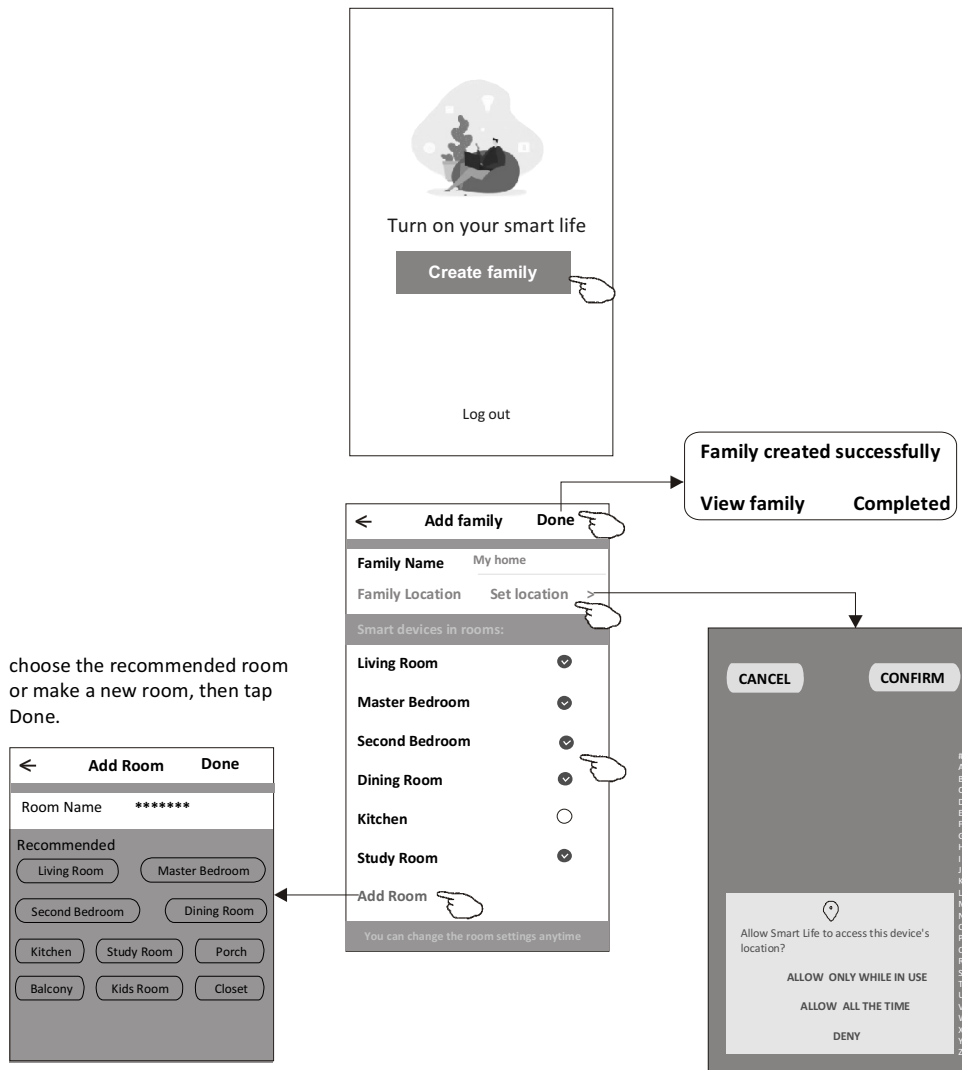 Turn on your smart life
Create family
Log out
Family created successfully
View family Completed
Add family Done
Family Name My home
Family Location Set location >
Smart devices in rooms:
Living Room
Master Bedroom
Second Bedroom
Dining Room
Kitchen
Study Room
Add Room
You can change the room settings anytime
choose the recommended room
or make a new room, then tap
Done.
Add Room Done
Room Name *******
Recommended
Living Room Master Bedroom
Second Bedroom Dining Room
Kitchen Study Room Porch
Balcony Kids Room Closet
CANCEL CONFIRM
Allow Smart Life to access this device's
location?
ALLOW ONLY WHILE IN USE
ALLOW ALL THE TIME
DENY